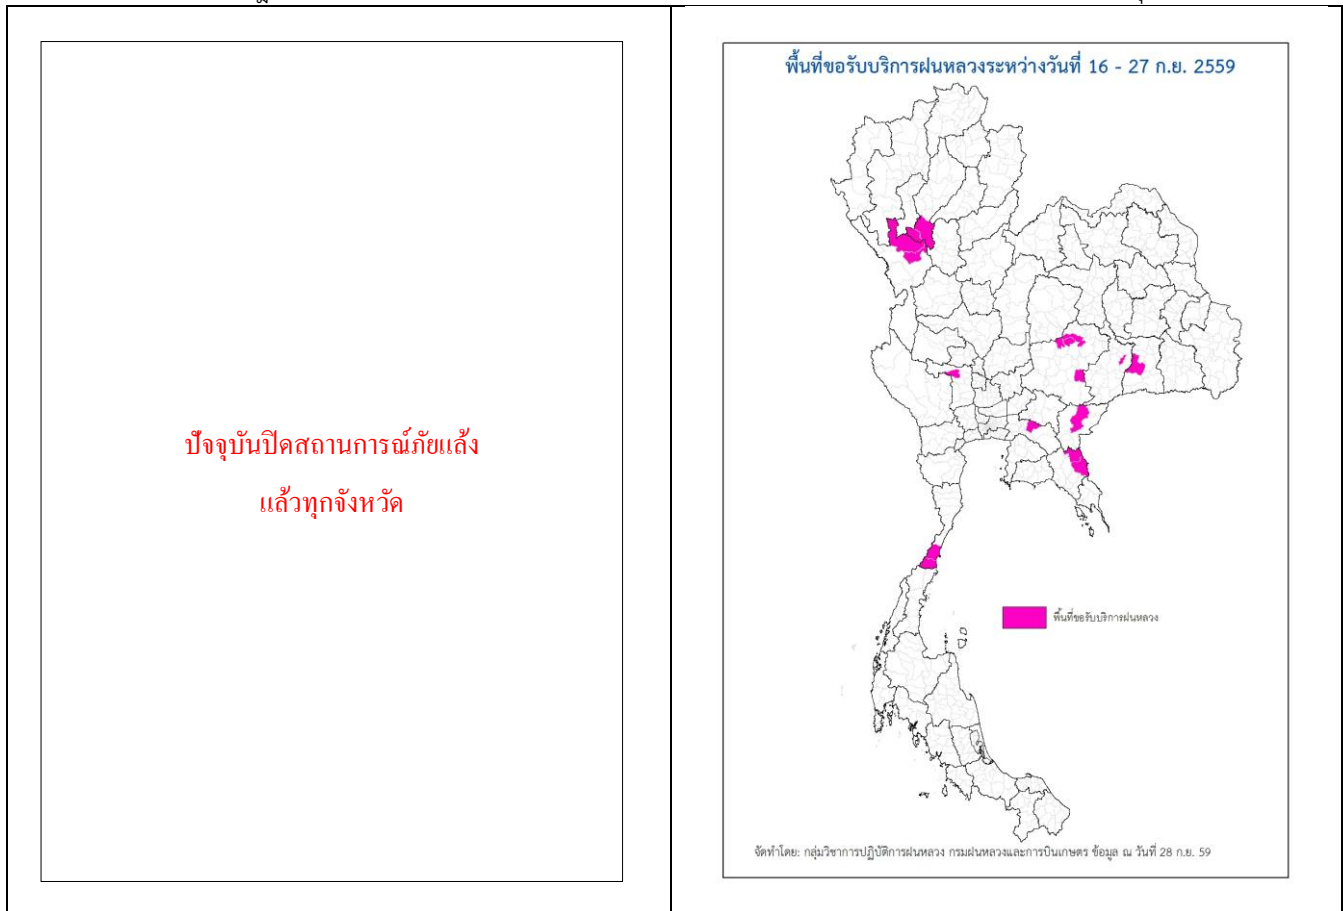 ปัจจุบันปิดสถานการณ์ภัยแล้ง
แล้วทุกจังหวัด
พื้นที่ขอรับบริการฝนหลวงระหว่างวันที่ 16 - 27 ก.ย. 2559
พื้นที่ขอรับบริการฝนหลวง
จัดทำโดย: กลุ่มวิชาการปฏิบัติการฝนหลวง กรมฝนหลวงและการบินเกษตร ข้อมูล ณ วันที่ 28 ก.ย. 59